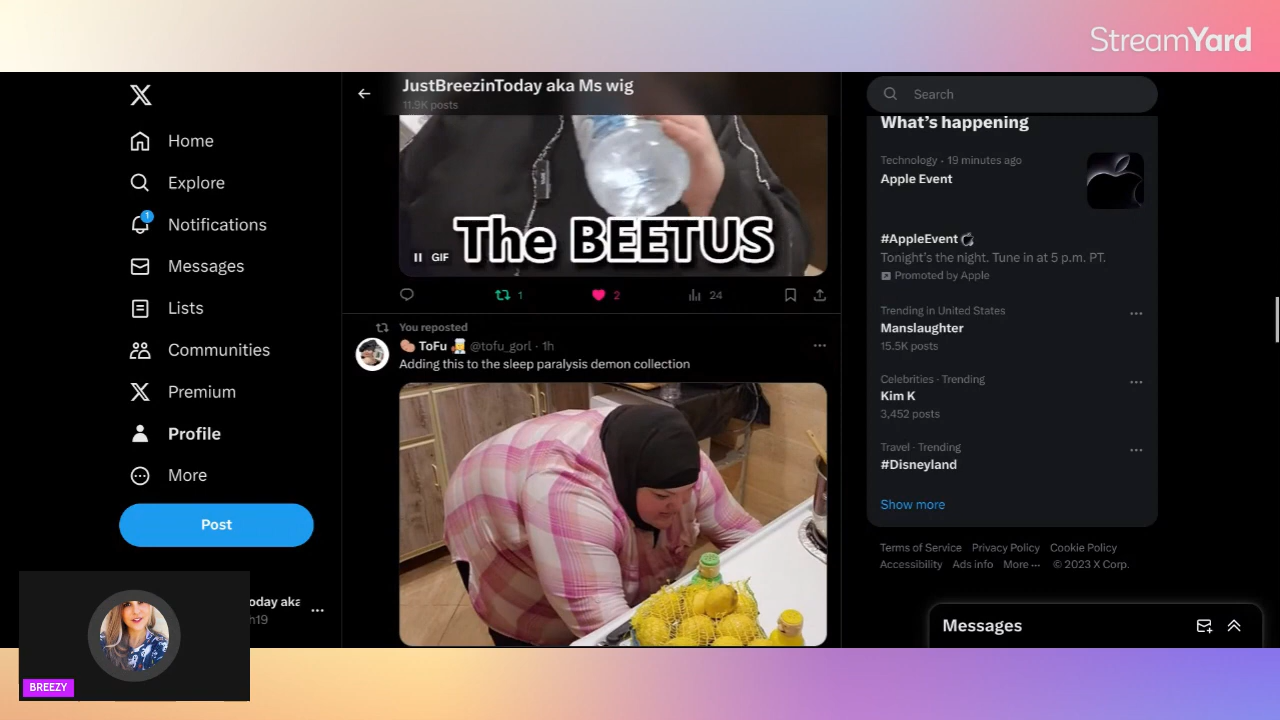 StreamYard
Home
Explore
1
Notifications
Messages
Lists
Communities
Premium
Profile
More
Post
oday aka
n19
BREEZY
JustBreezinToday aka Ms wig
11.9K posts
The BEETUS
GIF
1
2
24
You reposted
ToFu @tofu_gorl · 1h
Adding this to the sleep paralysis demon collection
Search
What's happening
Technology · 19 minutes ago
Apple Event
#AppleEvent
Tonight's the night. Tune in at 5 p.m. PT.
Promoted by Apple
Trending in United States
Manslaughter
15.5K posts
Celebrities · Trending
Kim K
3,452 posts
Travel · Trending
#Disneyland
Show more
Terms of Service Privacy Policy Cookie Policy
Accessibility Ads info More ··· © 2023 X Corp.
Messages